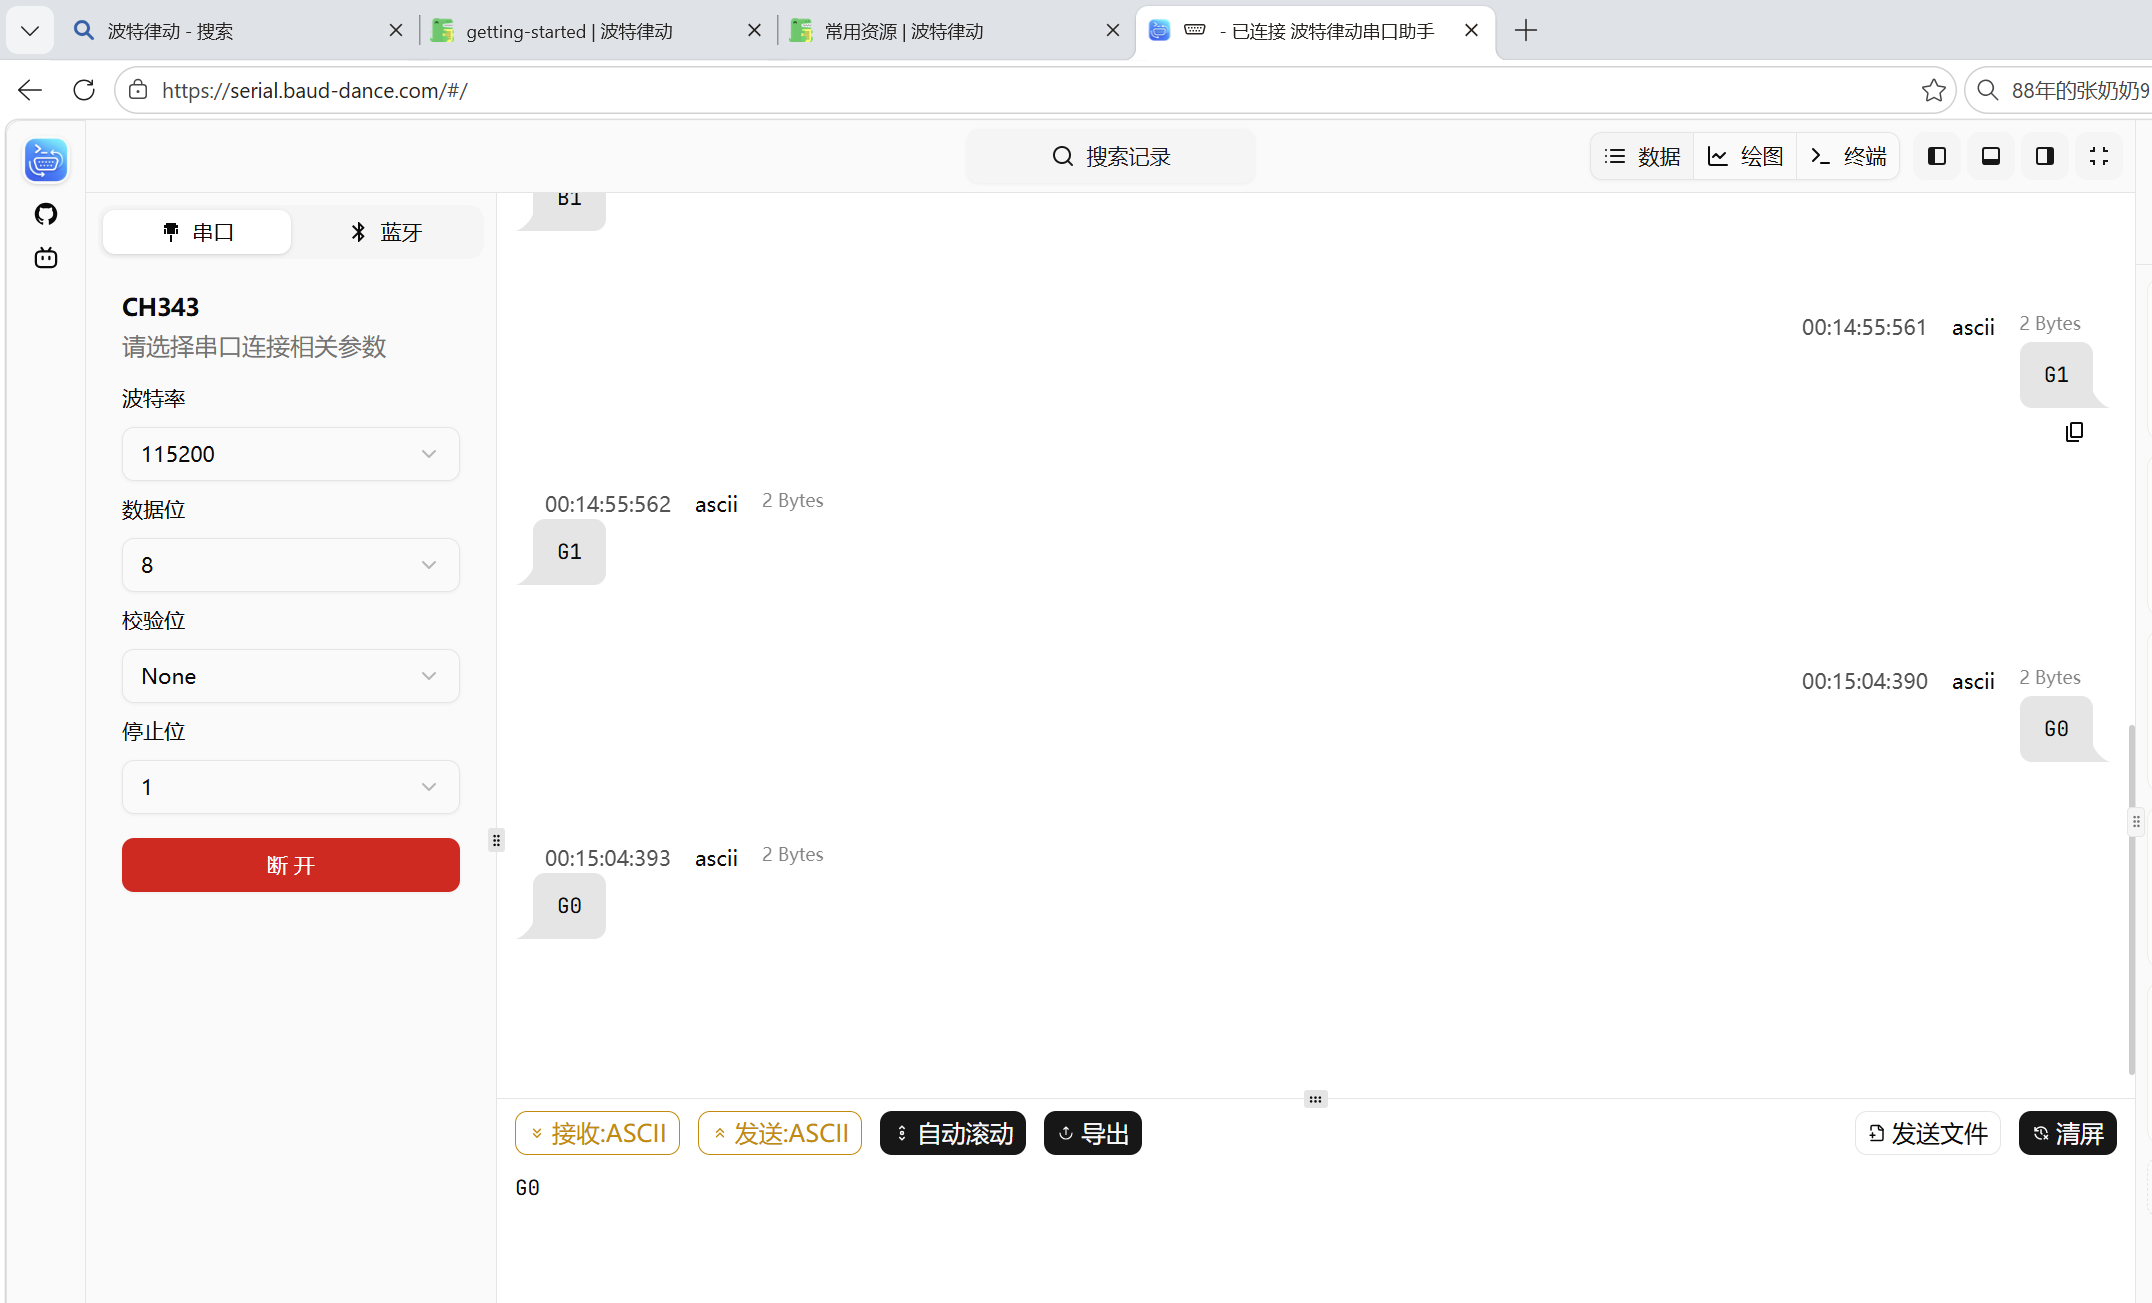 波特律动 - 搜索
getting-started | 波特律动
常用资源 | 波特律动
- 已连接 波特律动串口助手
https://serial.baud-dance.com/#/
88年的张奶奶9
搜索记录
数据
绘图
终端
串口
蓝牙
CH343
请选择串口连接相关参数
波特率
115200
数据位
8
校验位
None
停止位
1
断 开
B1
00:14:55:561 ascii 2 Bytes
G1
00:14:55:562 ascii 2 Bytes
G1
00:15:04:390 ascii 2 Bytes
G0
00:15:04:393 ascii 2 Bytes
G0
接收:ASCII
发送:ASCII
自动滚动
导出
发送文件
清屏
G0